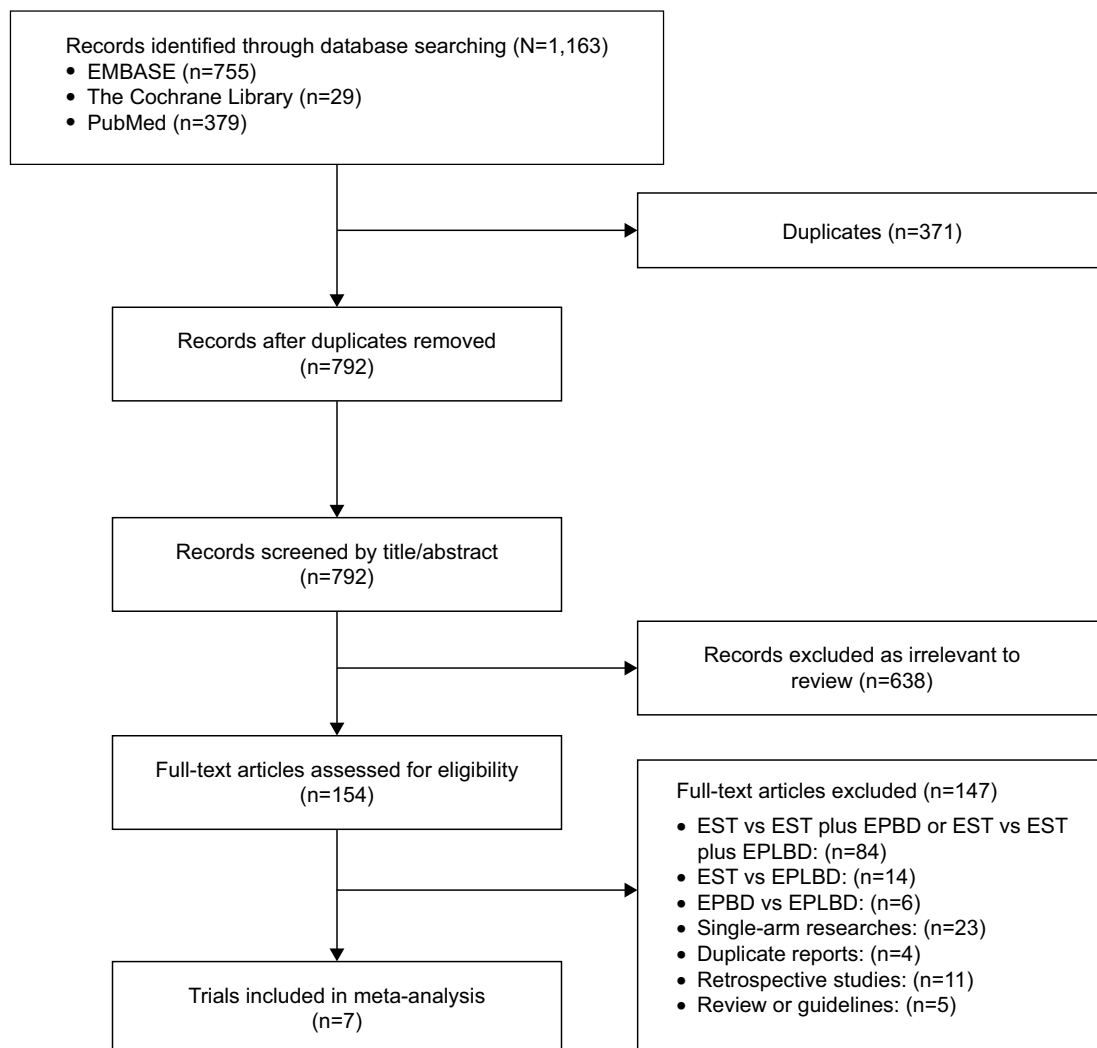 Records identified through database searching (N=1,163)
• EMBASE (n=755)
• The Cochrane Library (n=29)
• PubMed (n=379)
Duplicates (n=371)
Records after duplicates removed
(n=792)
Records screened by title/abstract
(n=792)
Records excluded as irrelevant to
review (n=638)
Full-text articles assessed for eligibility
(n=154)
Full-text articles excluded (n=147)
• EST vs EST plus EPBD or EST vs EST
plus EPLBD: (n=84)
• EST vs EPLBD: (n=14)
• EPBD vs EPLBD: (n=6)
• Single-arm researches: (n=23)
• Duplicate reports: (n=4)
• Retrospective studies: (n=11)
• Review or guidelines: (n=5)
Trials included in meta-analysis
(n=7)